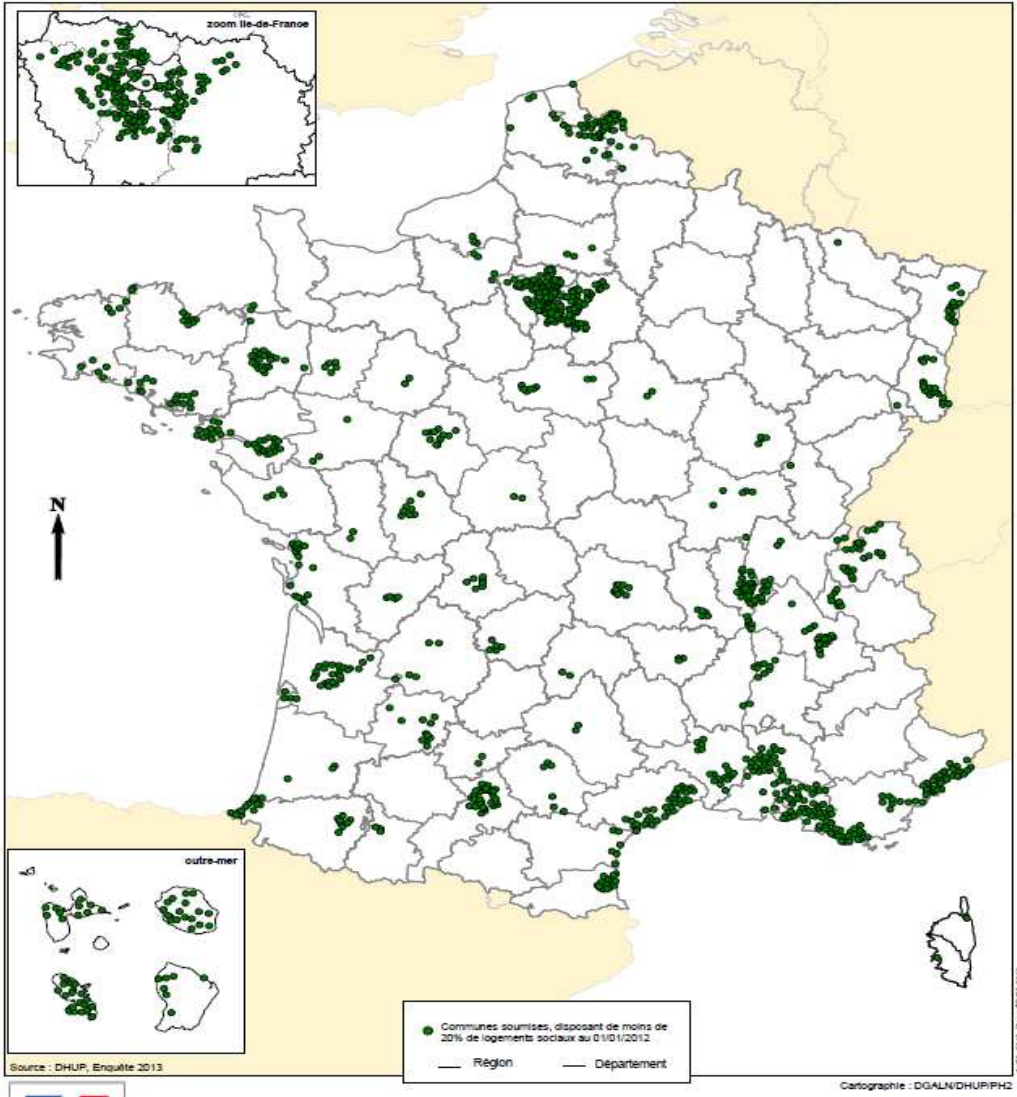 zoom Ile-de-France
N
outre-mer
Communes soumises, disposant de moins de
20% de logements sociaux au 01/01/2012
Région
Département
Source : DHUP, Enquête 2013
Cartographie : DGALN/DHUP/PH2